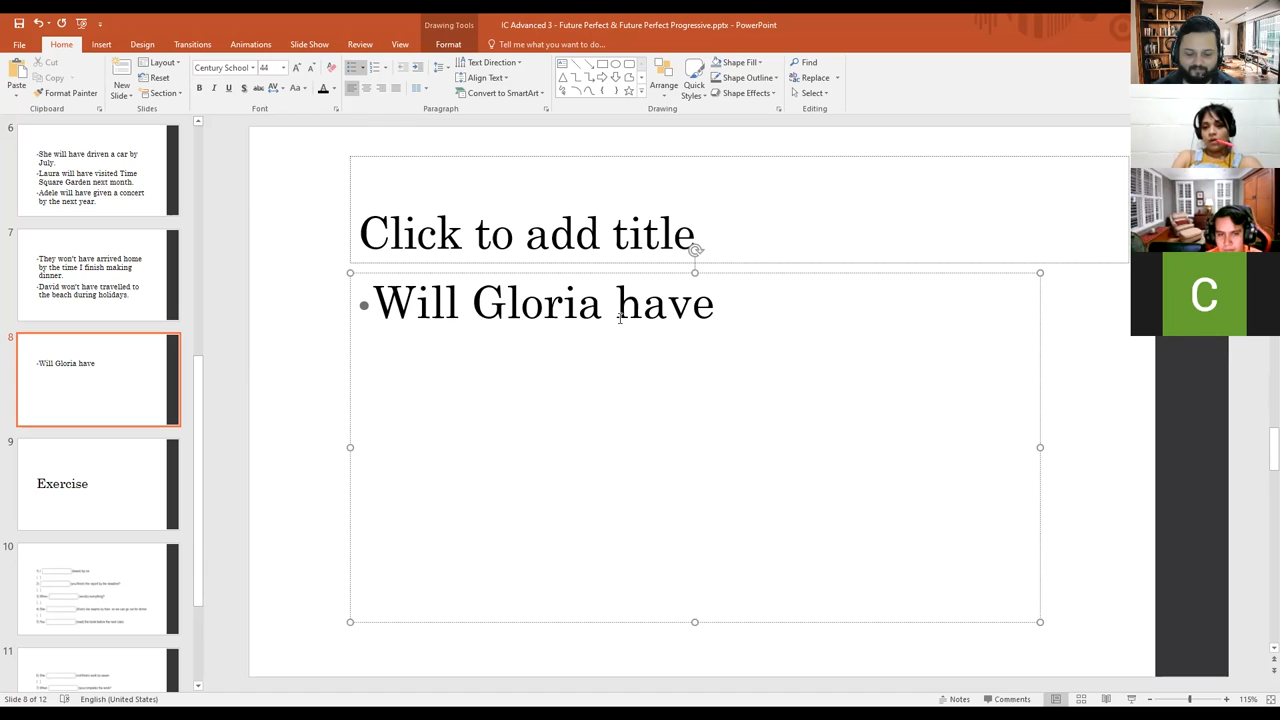 Drawing Tools
IC Advanced 3 - Future Perfect & Future Perfect Progressive.pptx - PowerPoint
File Home Insert Design Transitions Animations Slide Show Review View Format Tell me what you want to do...
Paste
Cut
Copy
Format Painter
Clipboard
New Slide
Layout
Reset
Section
Slides
Century School 44
B I U S abc AV Aa A
Font
Text Direction
Align Text
Convert to SmartArt
Paragraph
Arrange
Quick Styles
Shape Fill
Shape Outline
Shape Effects
Drawing
Find
Replace
Select
Editing
6
She will have driven a car by
July.
Laura will have visited Time
Square Garden next month.
Adele will have given a concert
by the next year.
7
They won't have arrived home
by the time I finish making
dinner.
David won't have travelled to
the beach during holidays.
8
Will Gloria have
9
Exercise
10
11
Click to add title
•Will Gloria have
C
Slide 8 of 12 English (United States) Notes Comments 115%